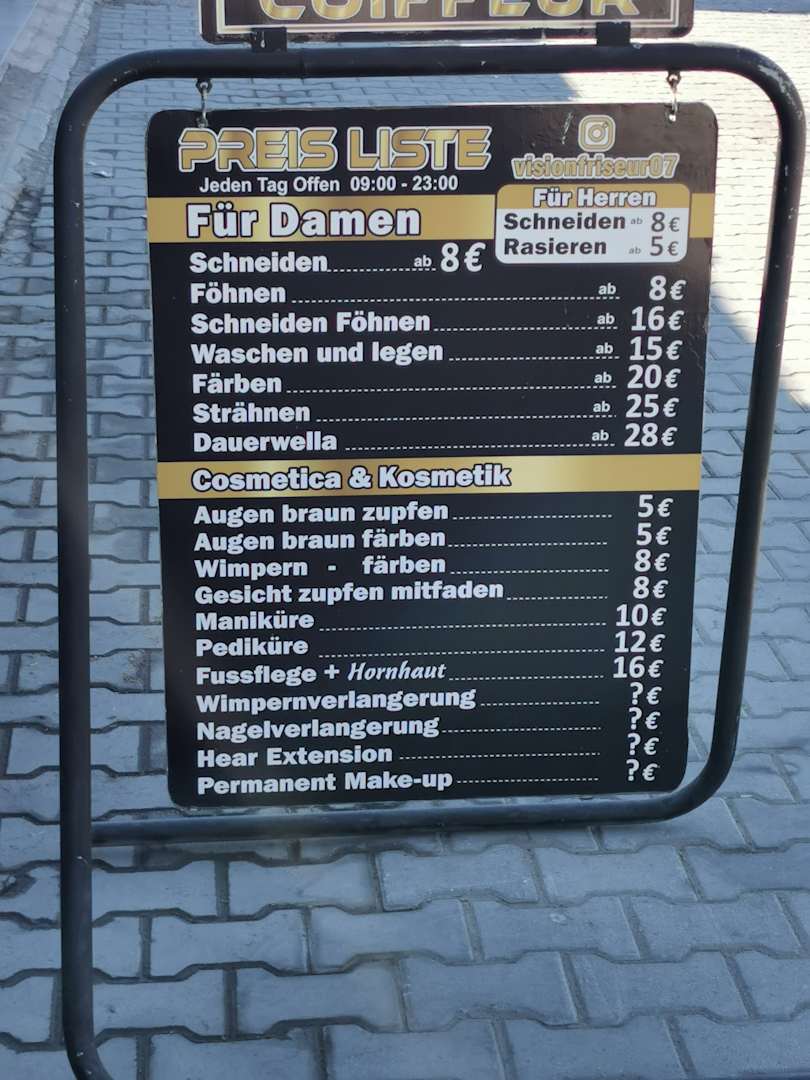 COIFFEUR
PREIS LISTE
visionfriseur07
Jeden Tag Offen 09:00 - 23:00
Für Damen
Für Herren
Schneiden ab 8€
Rasieren ab 5€
Schneiden ab 8€
Föhnen ab 8€
Schneiden Föhnen ab 16€
Waschen und legen ab 15€
Färben ab 20€
Strähnen ab 25€
Dauerwella ab 28€
Cosmetica & Kosmetik
Augen braun zupfen 5€
Augen braun färben 5€
Wimpern - färben 8€
Gesicht zupfen mitfaden 8€
Maniküre 10€
Pediküre 12€
Fussflege + Hornhaut 16€
Wimpernverlangerung ?€
Nagelverlangerung ?€
Hear Extension ?€
Permanent Make-up ?€